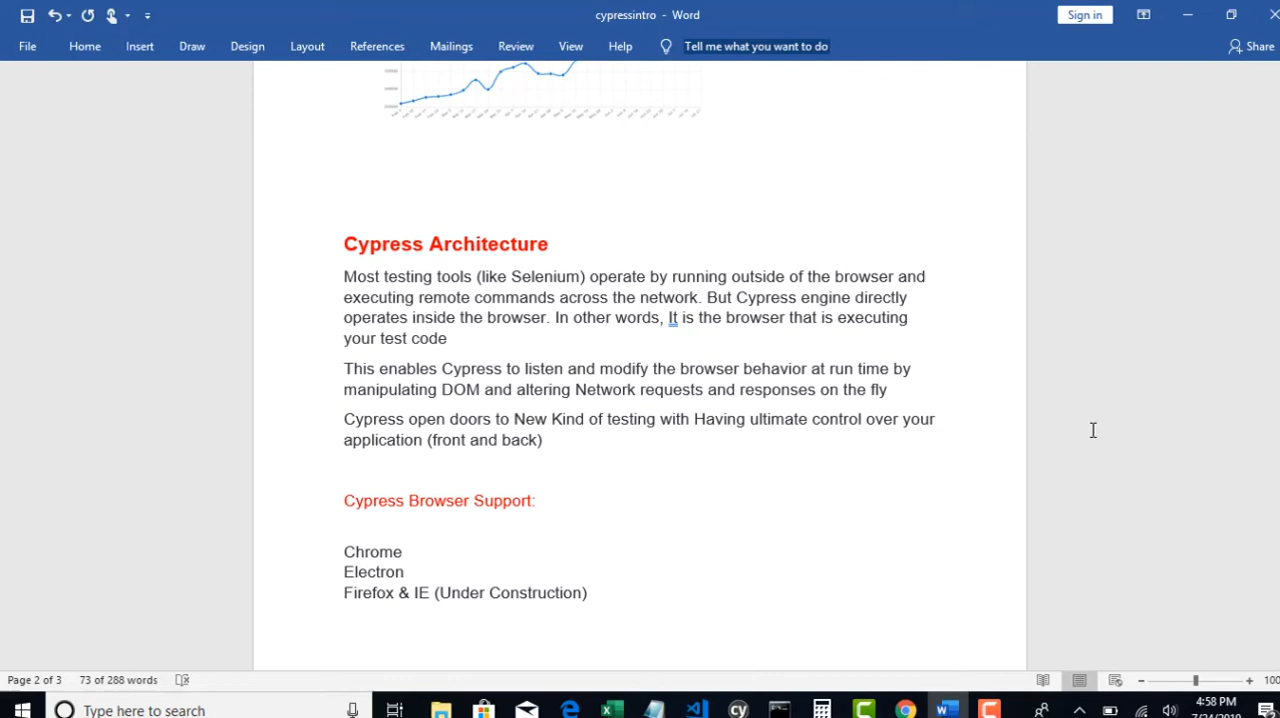 cypressintro - Word
Sign in
File Home Insert Draw Design Layout References Mailings Review View Help Tell me what you want to do Share
Cypress Architecture
Most testing tools (like Selenium) operate by running outside of the browser and
executing remote commands across the network. But Cypress engine directly
operates inside the browser. In other words, It is the browser that is executing
your test code
This enables Cypress to listen and modify the browser behavior at run time by
manipulating DOM and altering Network requests and responses on the fly
Cypress open doors to New Kind of testing with Having ultimate control over your
application (front and back)
Cypress Browser Support:
Chrome
Electron
Firefox & IE (Under Construction)
Page 2 of 3 73 of 288 words 100
Type here to search
cy
4:58 PM